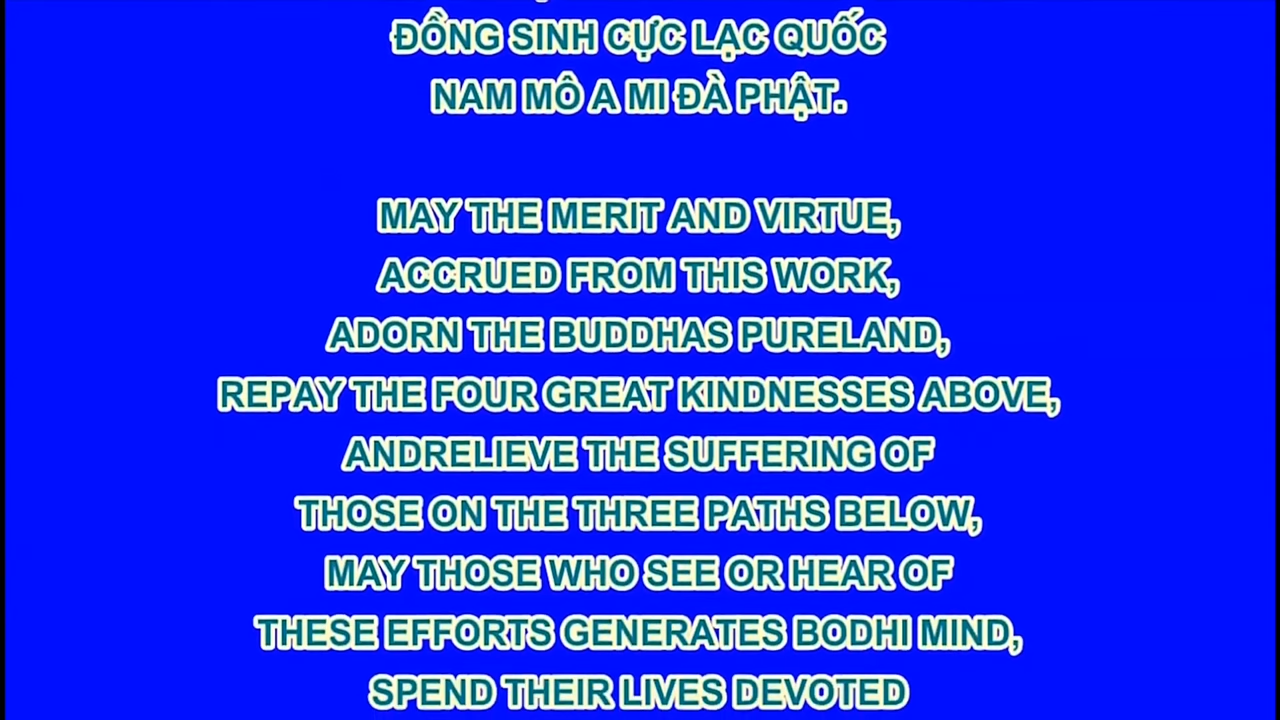 ĐỒNG SINH CỰC LẠC QUỐC
NAM MÔ A MI ĐÀ PHẬT.
MAY THE MERIT AND VIRTUE,
ACCRUED FROM THIS WORK,
ADORN THE BUDDHAS PURELAND,
REPAY THE FOUR GREAT KINDNESSES ABOVE,
ANDRELIEVE THE SUFFERING OF
THOSE ON THE THREE PATHS BELOW,
MAY THOSE WHO SEE OR HEAR OF
THESE EFFORTS GENERATES BODHI MIND,
SPEND THEIR LIVES DEVOTED